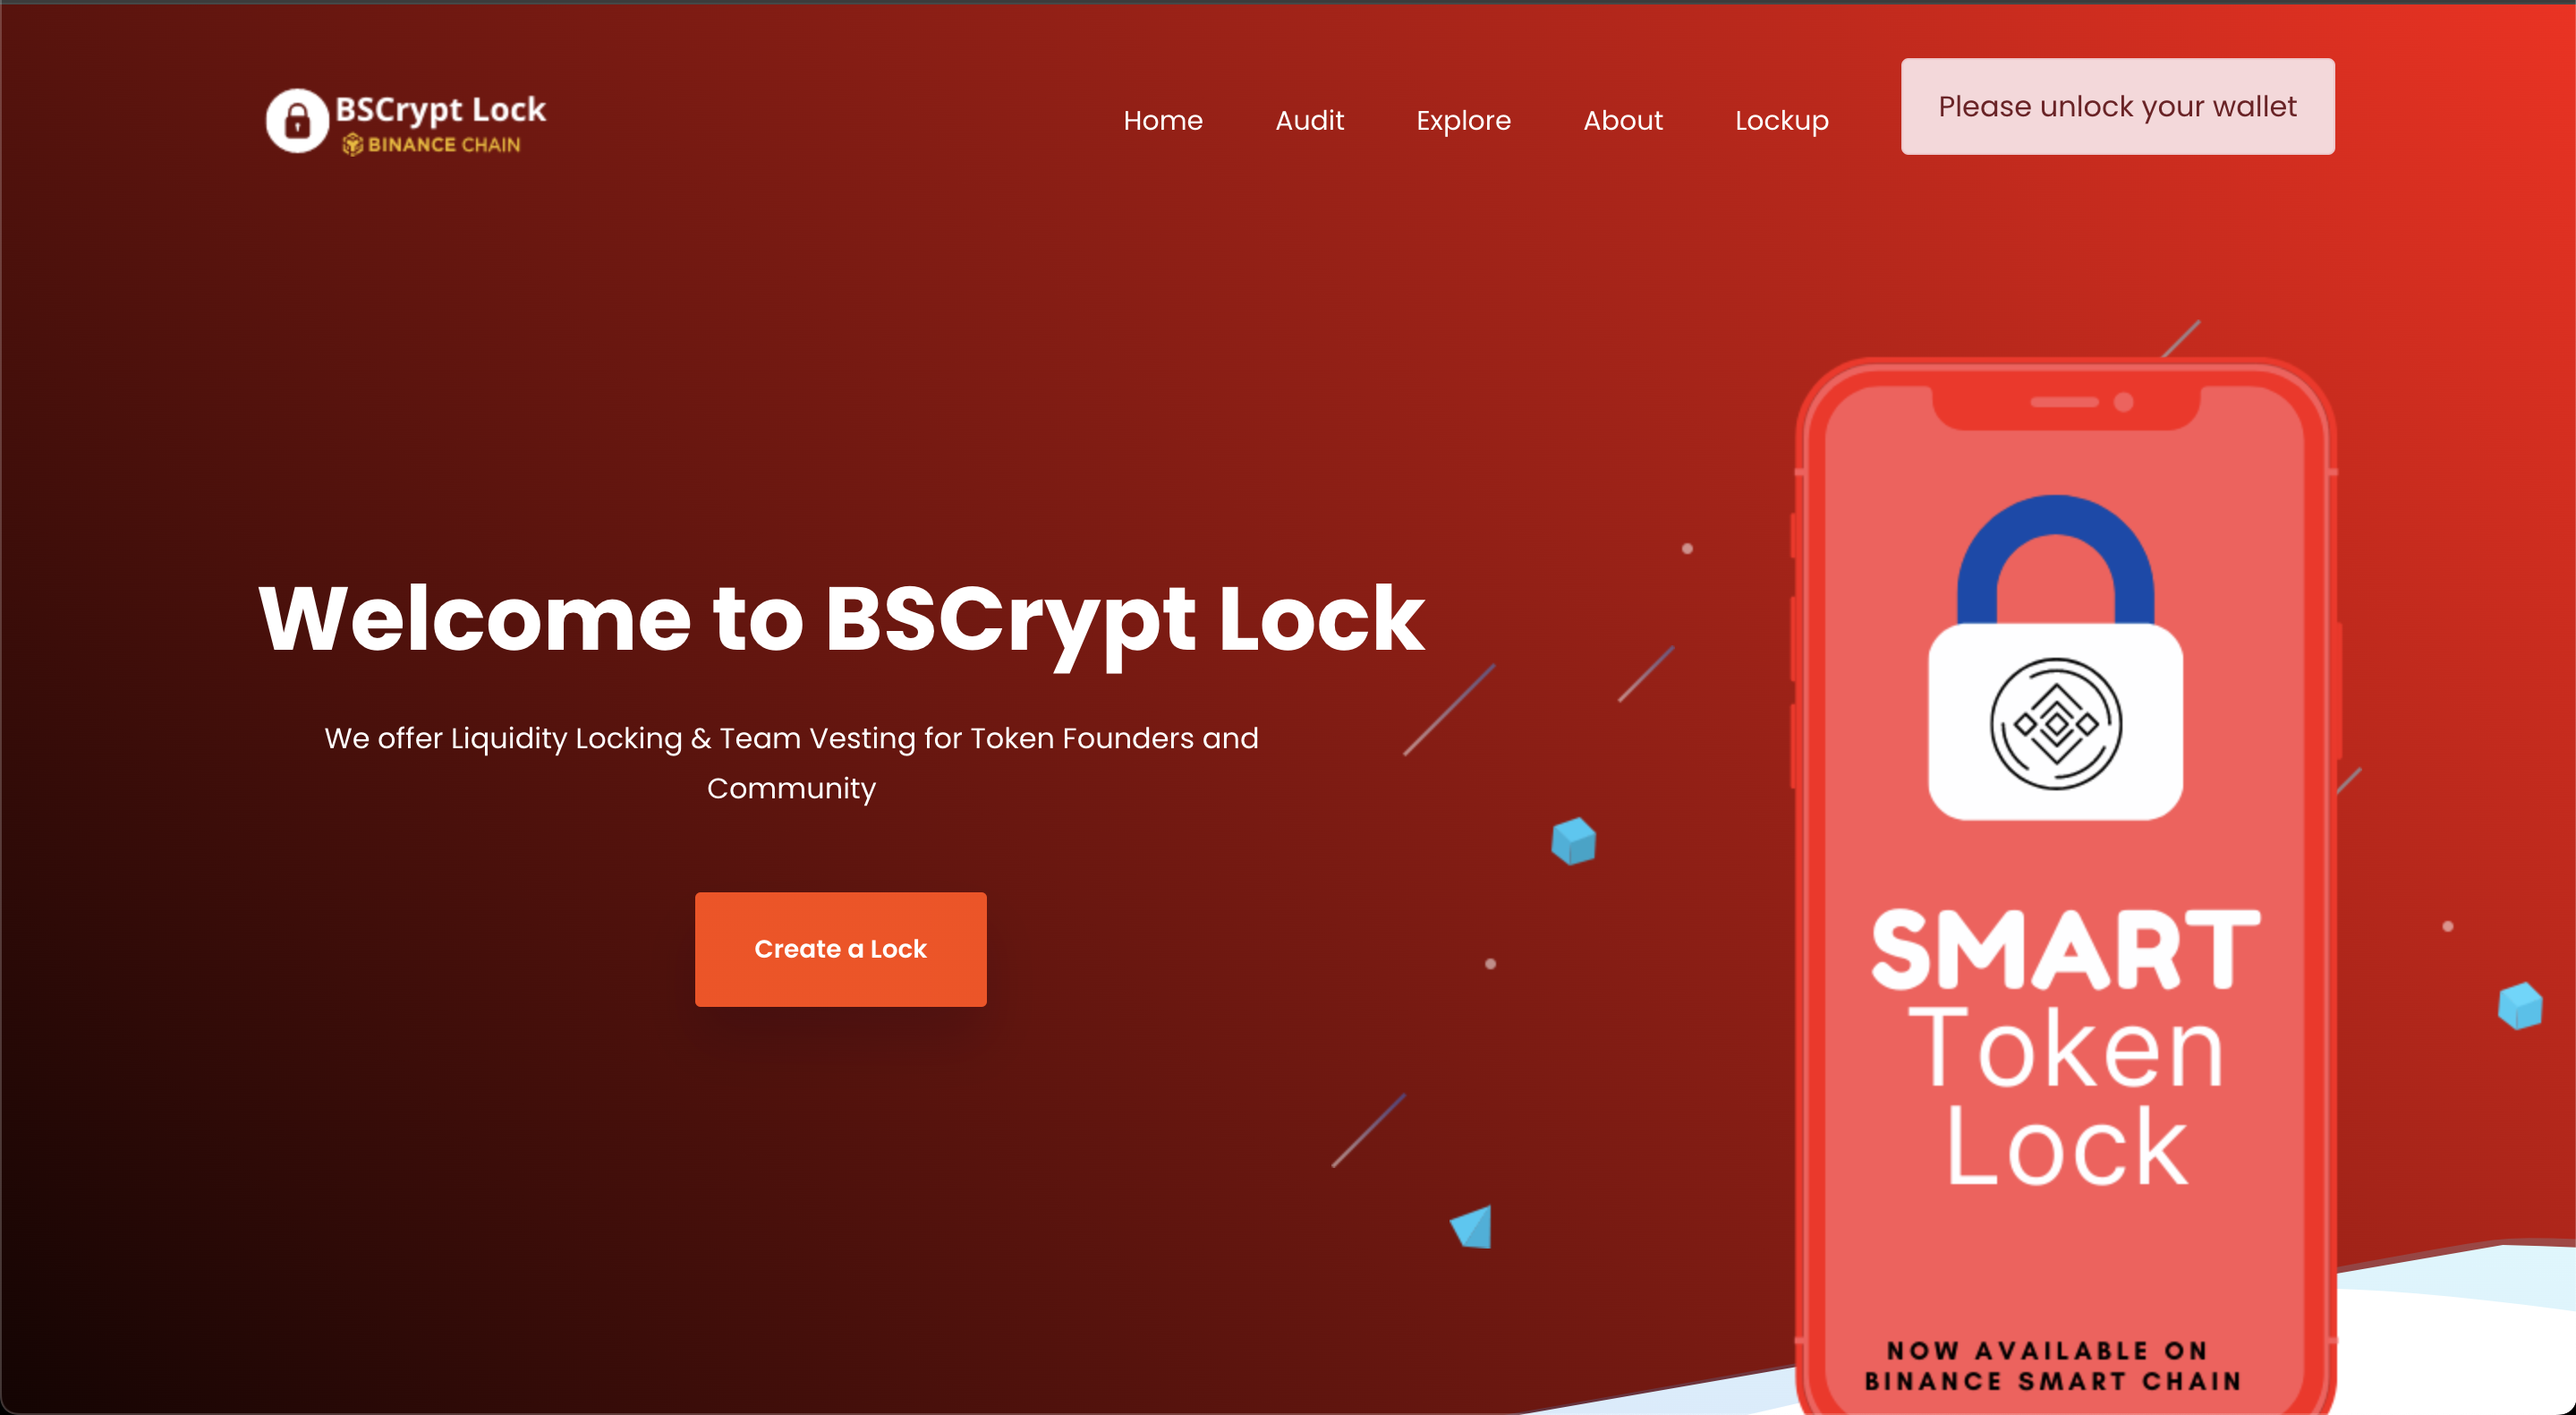 BSCrypt Lock
BINANCE CHAIN
Home
Audit
Explore
About
Lockup
Please unlock your wallet
Welcome to BSCrypt Lock
We offer Liquidity Locking & Team Vesting for Token Founders and
Community
Create a Lock
SMART
Token
Lock
NOW AVAILABLE ON
BINANCE SMART CHAIN